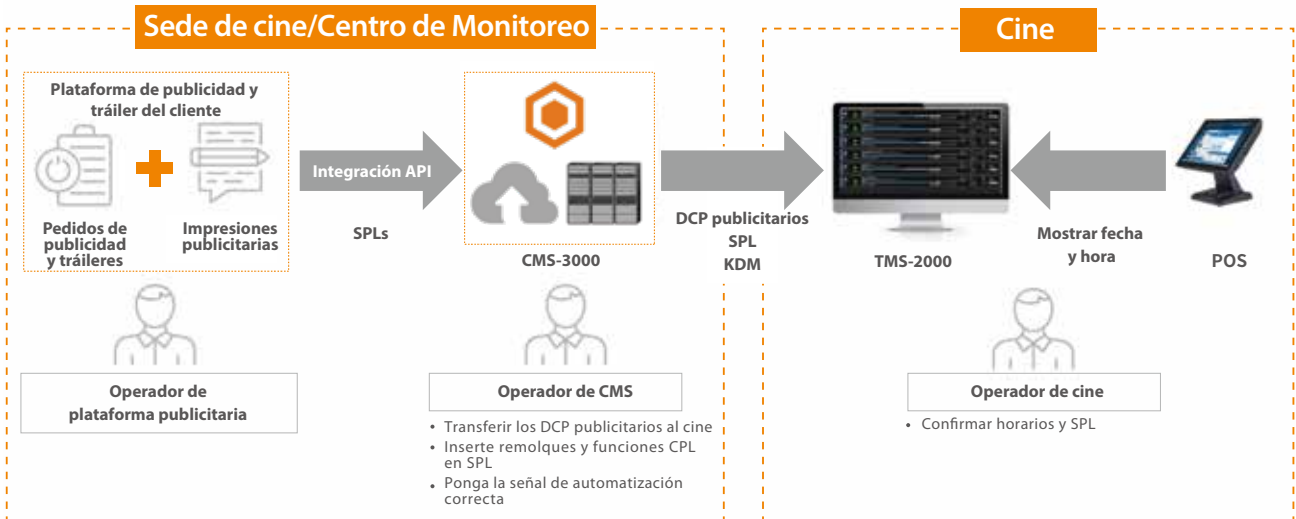 Sede de cine/Centro de Monitoreo
Cine
Plataforma de publicidad y
tráiler del cliente
Pedidos de
publicidad
y tráileres
Impresiones
publicitarias
Integración API
SPLs
CMS-3000
DCP publicitarios
SPL
KDM
TMS-2000
Mostrar fecha
y hora
POS
Operador de
plataforma publicitaria
Operador de CMS
• Transferir los DCP publicitarios al cine
• Inserte remolques y funciones CPL
en SPL
• Ponga la señal de automatización
correcta
Operador de cine
• Confirmar horarios y SPL